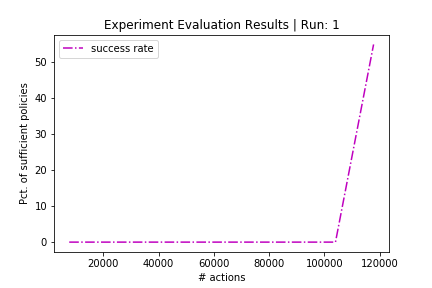 Experiment Evaluation Results | Run: 1
success rate
Pct. of sufficient policies
50
40
30
20
10
0
20000 40000 60000 80000 100000 120000
# actions